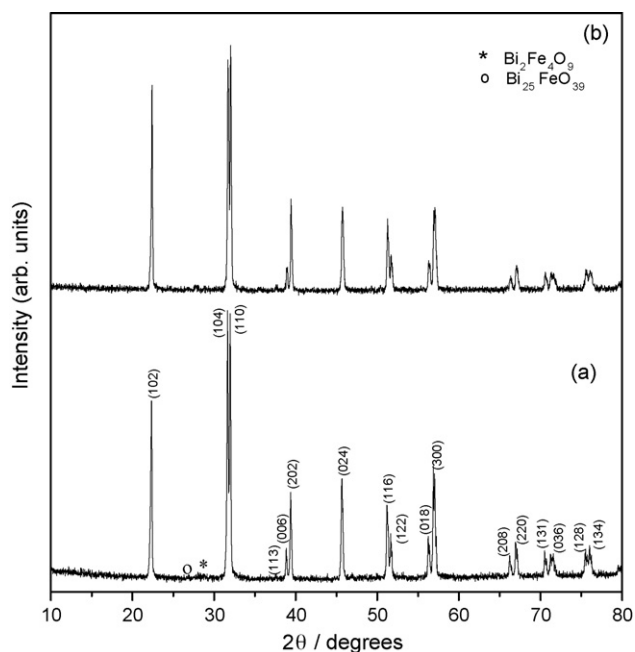 (b)
* Bi₂Fe₄O₉
o Bi₂₅FeO₃₉
(a)
(102)
(104)
(110)
(113)
(006)
(202)
(024)
(116)
(122)
(018)
(300)
(208)
(220)
(131)
(036)
(128)
(134)
o
*
10 20 30 40 50 60 70 80
2θ / degrees
Intensity (arb. units)